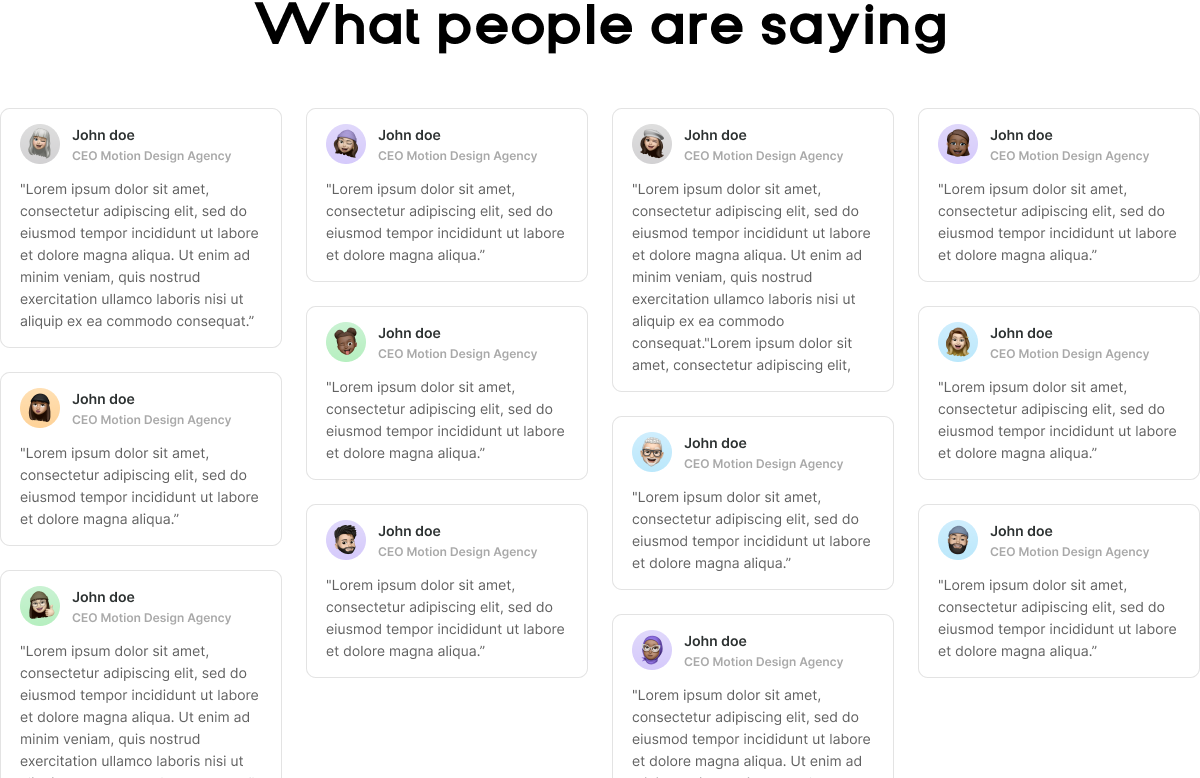 What people are saying
John doe
CEO Motion Design Agency
"Lorem ipsum dolor sit amet,
consectetur adipiscing elit, sed do
eiusmod tempor incididunt ut labore
et dolore magna aliqua. Ut enim ad
minim veniam, quis nostrud
exercitation ullamco laboris nisi ut
aliquip ex ea commodo consequat.”
John doe
CEO Motion Design Agency
"Lorem ipsum dolor sit amet,
consectetur adipiscing elit, sed do
eiusmod tempor incididunt ut labore
et dolore magna aliqua.”
John doe
CEO Motion Design Agency
"Lorem ipsum dolor sit amet,
consectetur adipiscing elit, sed do
eiusmod tempor incididunt ut labore
et dolore magna aliqua. Ut enim ad
minim veniam, quis nostrud
exercitation ullamco laboris nisi ut
John doe
CEO Motion Design Agency
"Lorem ipsum dolor sit amet,
consectetur adipiscing elit, sed do
eiusmod tempor incididunt ut labore
et dolore magna aliqua.”
John doe
CEO Motion Design Agency
"Lorem ipsum dolor sit amet,
consectetur adipiscing elit, sed do
eiusmod tempor incididunt ut labore
et dolore magna aliqua.”
John doe
CEO Motion Design Agency
"Lorem ipsum dolor sit amet,
consectetur adipiscing elit, sed do
eiusmod tempor incididunt ut labore
et dolore magna aliqua.”
John doe
CEO Motion Design Agency
"Lorem ipsum dolor sit amet,
consectetur adipiscing elit, sed do
eiusmod tempor incididunt ut labore
et dolore magna aliqua. Ut enim ad
minim veniam, quis nostrud
exercitation ullamco laboris nisi ut
aliquip ex ea commodo
consequat."Lorem ipsum dolor sit
amet, consectetur adipiscing elit,
John doe
CEO Motion Design Agency
"Lorem ipsum dolor sit amet,
consectetur adipiscing elit, sed do
eiusmod tempor incididunt ut labore
et dolore magna aliqua.”
John doe
CEO Motion Design Agency
"Lorem ipsum dolor sit amet,
consectetur adipiscing elit, sed do
eiusmod tempor incididunt ut labore
et dolore magna aliqua. Ut enim ad
John doe
CEO Motion Design Agency
"Lorem ipsum dolor sit amet,
consectetur adipiscing elit, sed do
eiusmod tempor incididunt ut labore
et dolore magna aliqua.”
John doe
CEO Motion Design Agency
"Lorem ipsum dolor sit amet,
consectetur adipiscing elit, sed do
eiusmod tempor incididunt ut labore
et dolore magna aliqua.”
John doe
CEO Motion Design Agency
"Lorem ipsum dolor sit amet,
consectetur adipiscing elit, sed do
eiusmod tempor incididunt ut labore
et dolore magna aliqua.”